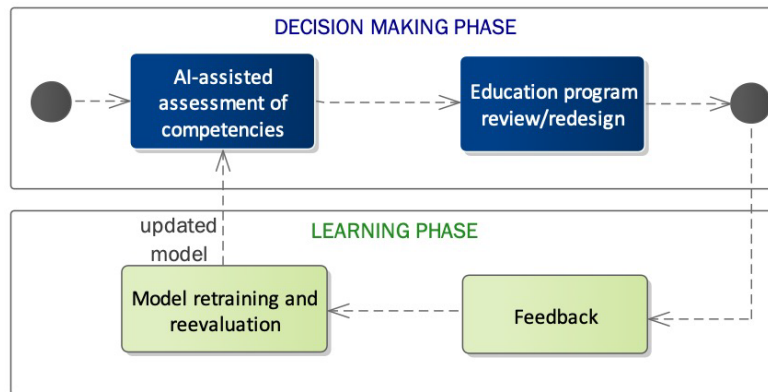 DECISION MAKING PHASE
AI-assisted
assessment of
competencies
Education program
review/redesign
updated
model
LEARNING PHASE
Model retraining and
reevaluation
Feedback